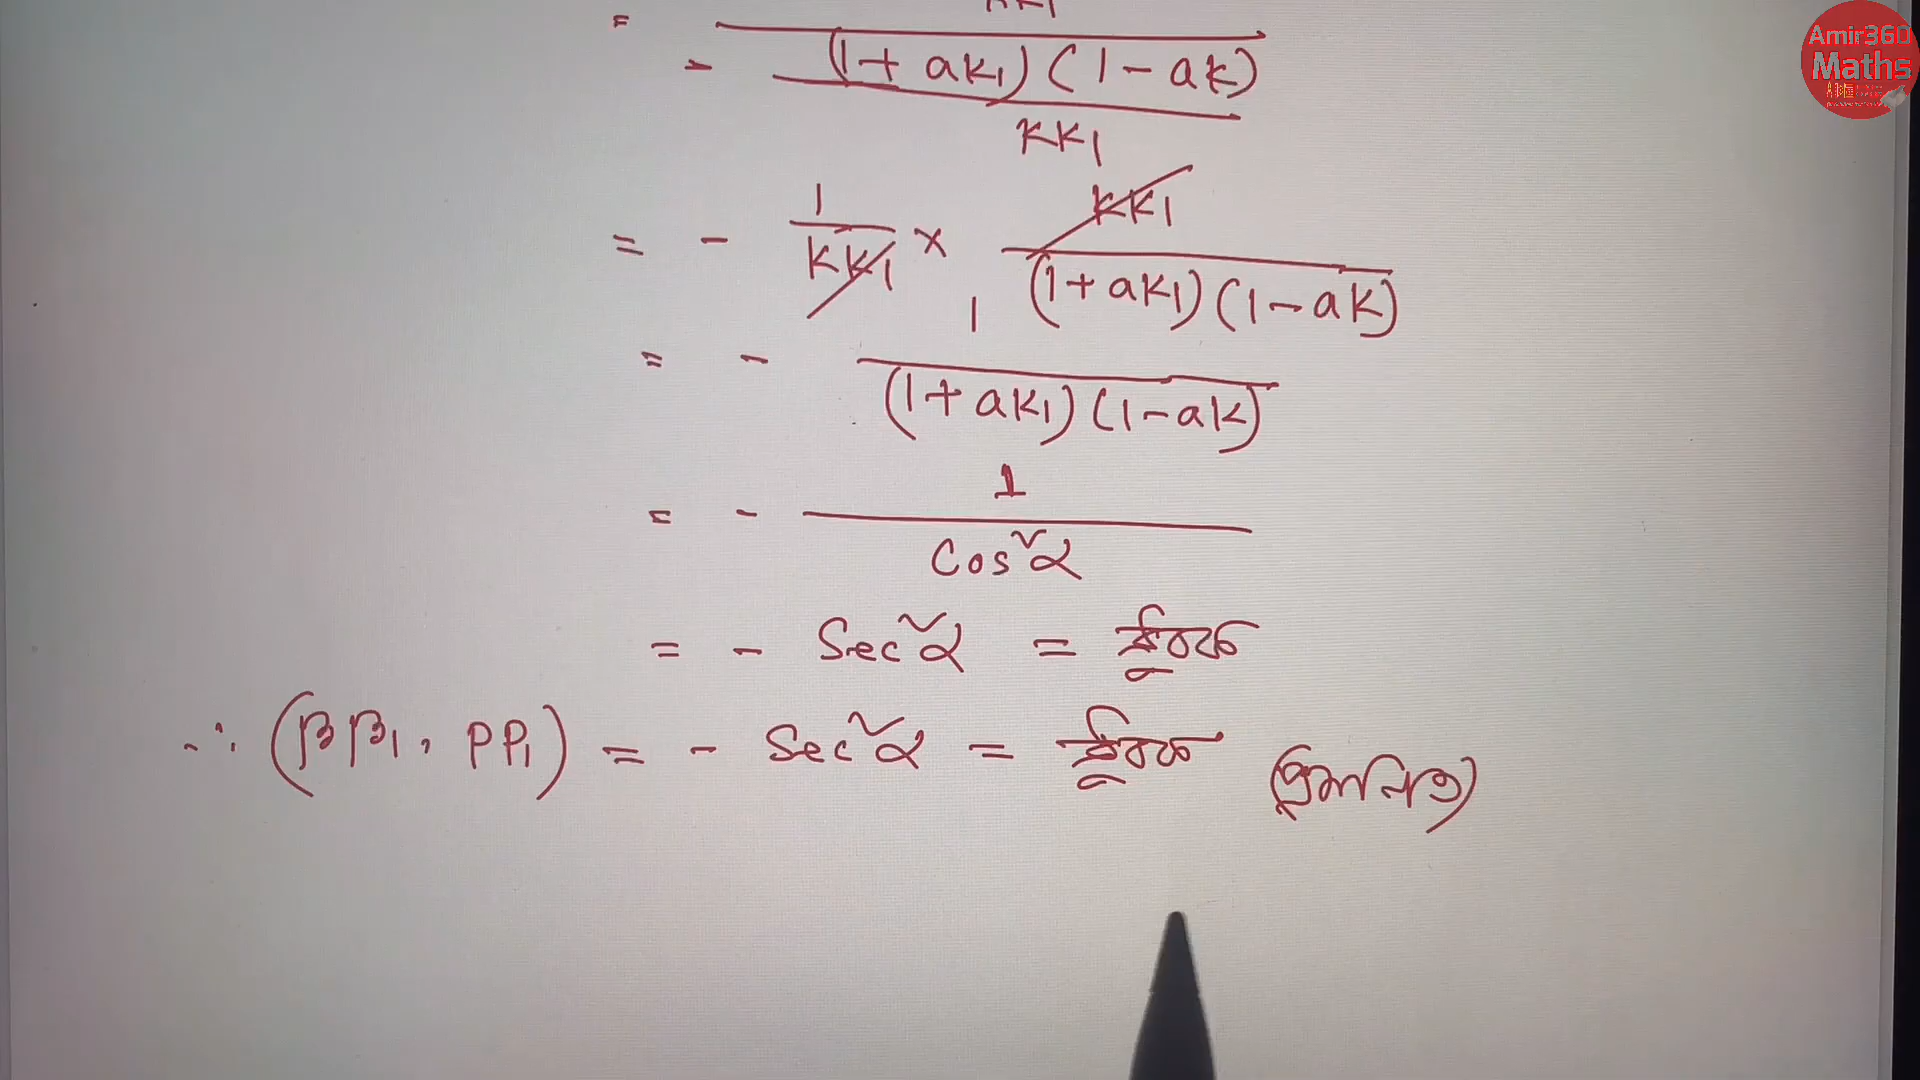 = KK₁
- (1+aK₁)(1-aK)
KK₁
= - 1/KK₁ × KK₁/(1+aK₁)(1-aK)
= - 1/(1+aK₁)(1-aK)
= - 1/Cos²α
= - Sec²α = ধ্রুবক
∴ (ββ₁, PP₁) = - Sec²α = ধ্রুবক (প্রমানিত)
Amir360
Maths